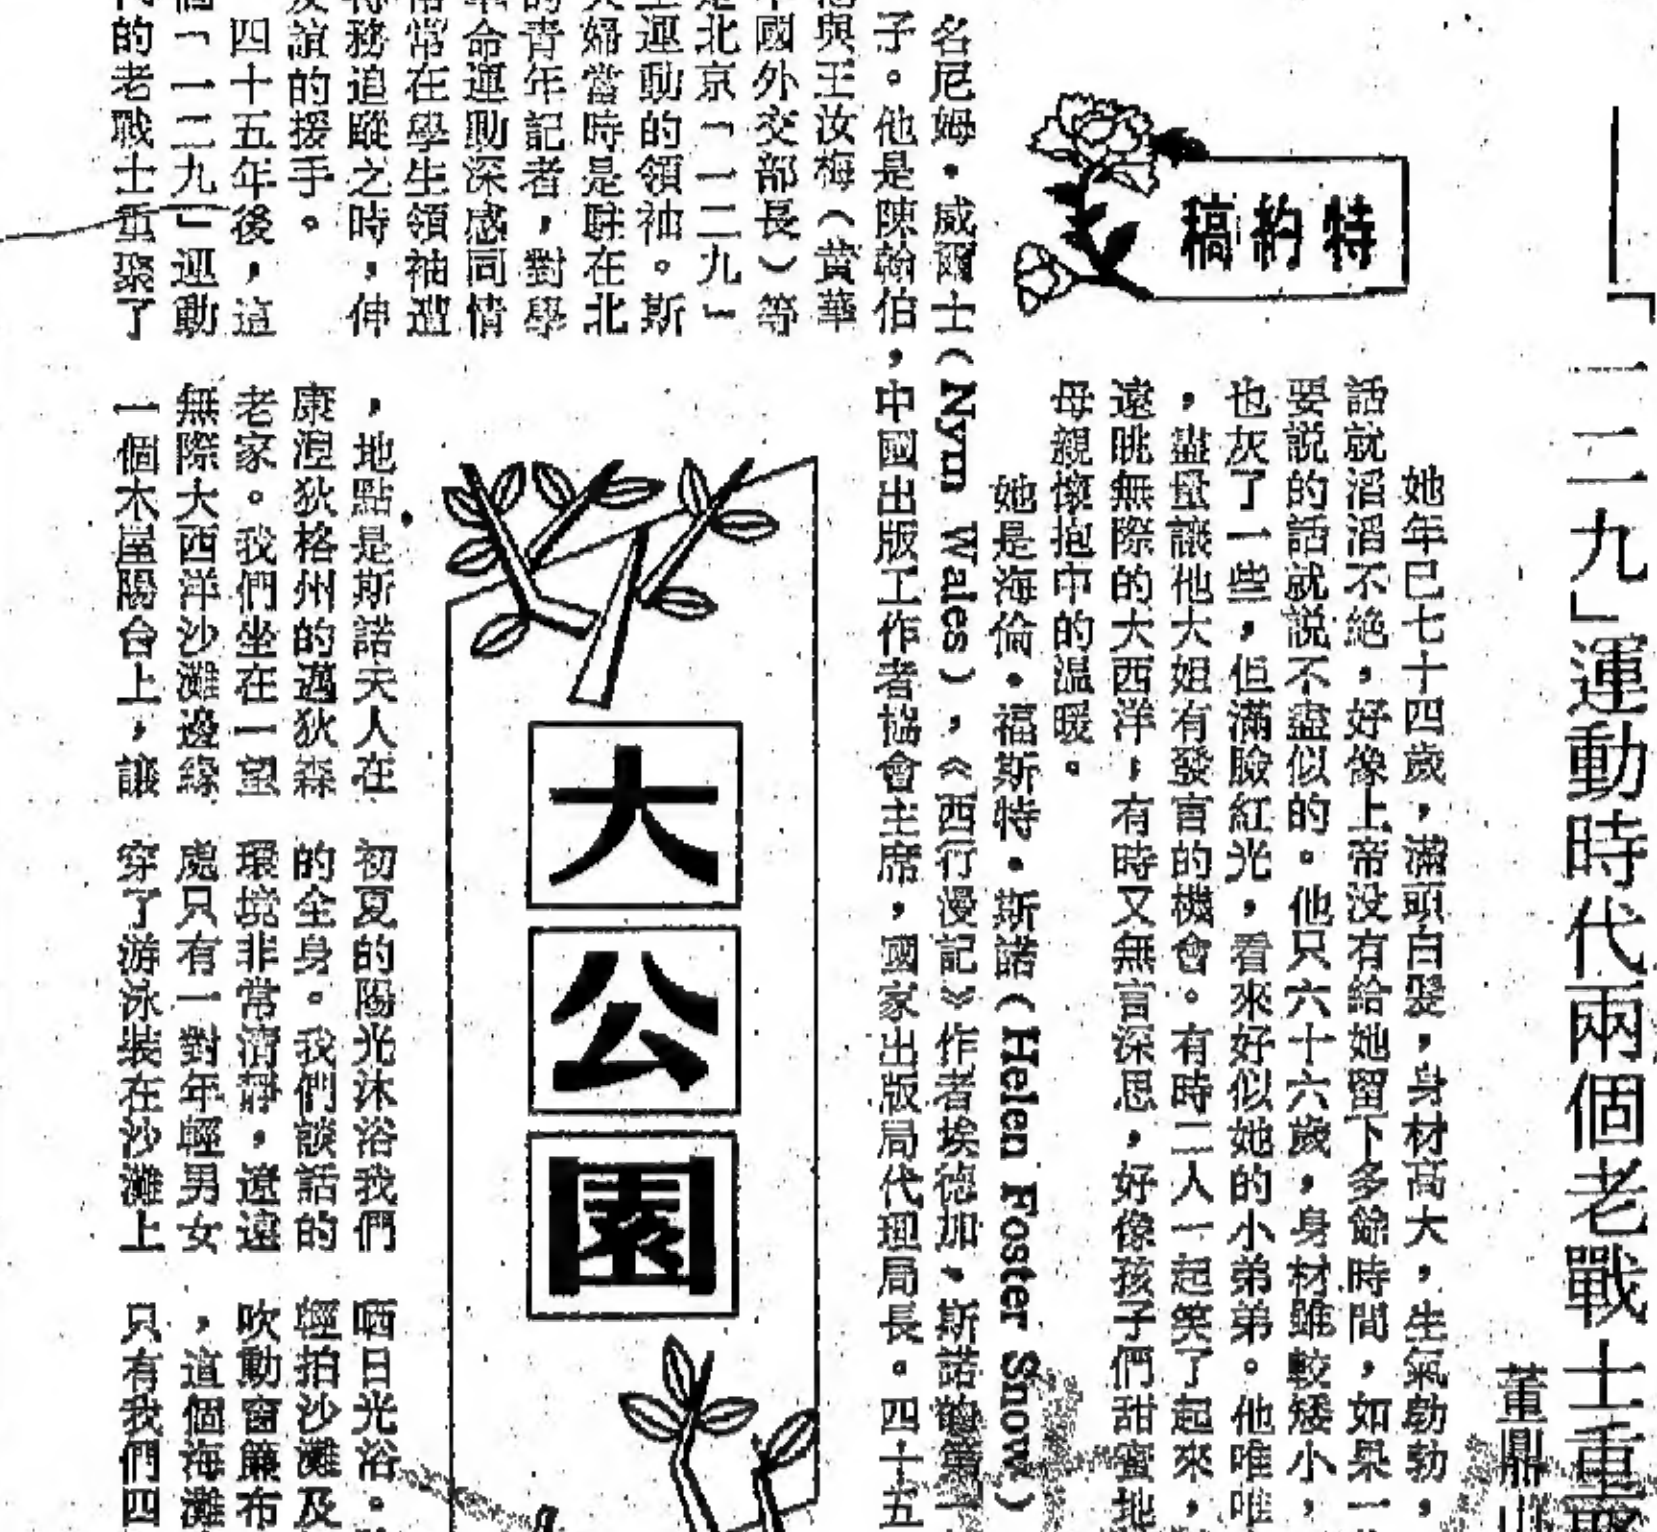 「一二九」運動時代兩個老戰士重聚
董鼎山
特約稿
她年已七十四歲，滿頭白髮，身材高大，生氣勃勃，
話就滔滔不絶，好像上帝没有給她留下多餘時間，如果一
要説的話就説不盡似的。他只六十六歲，身材雖較矮小，
也灰了一些，但滿臉紅光，看來好似她的小弟弟。他唯唯
，盡量讓他大姐有發言的機會。有時二人一起笑了起來，
遠眺無際的大西洋，有時又無言深思，好像孩子們甜蜜地
母親懷抱中的温暖。
她是海倫·福斯特·斯諾（Helen Foster Snow）
名尼姆·威爾士（Nym Wales），《西行漫記》作者埃德加·斯諾的
子。他是陳翰伯，中國出版工作者協會主席，國家出版局代理局長。四十五
與王汝梅（黄華
中國外交部長）等
是北京「一二九」
運動的領袖。斯
夫婦當時是駐在北
的青年記者，對學
命運動深感同情
常常在學生領袖遭
特務追蹤之時，伸
友誼的援手。
四十五年後，這
個「一二九」運動
代的老戰士重聚了
大公園
，地點是斯諾夫人在
康湼狄格州的邁狄森
老家。我們坐在一望
無際大西洋沙灘邊緣
一個木屋陽台上，讓
初夏的陽光沐浴我們
的全身。我們談話的
環境非常清靜，遼遠
處只有一對年輕男女
穿了游泳裝在沙灘上
晒日光浴。
輕拍沙灘及
吹動窗簾布
，這個海灘
只有我們四